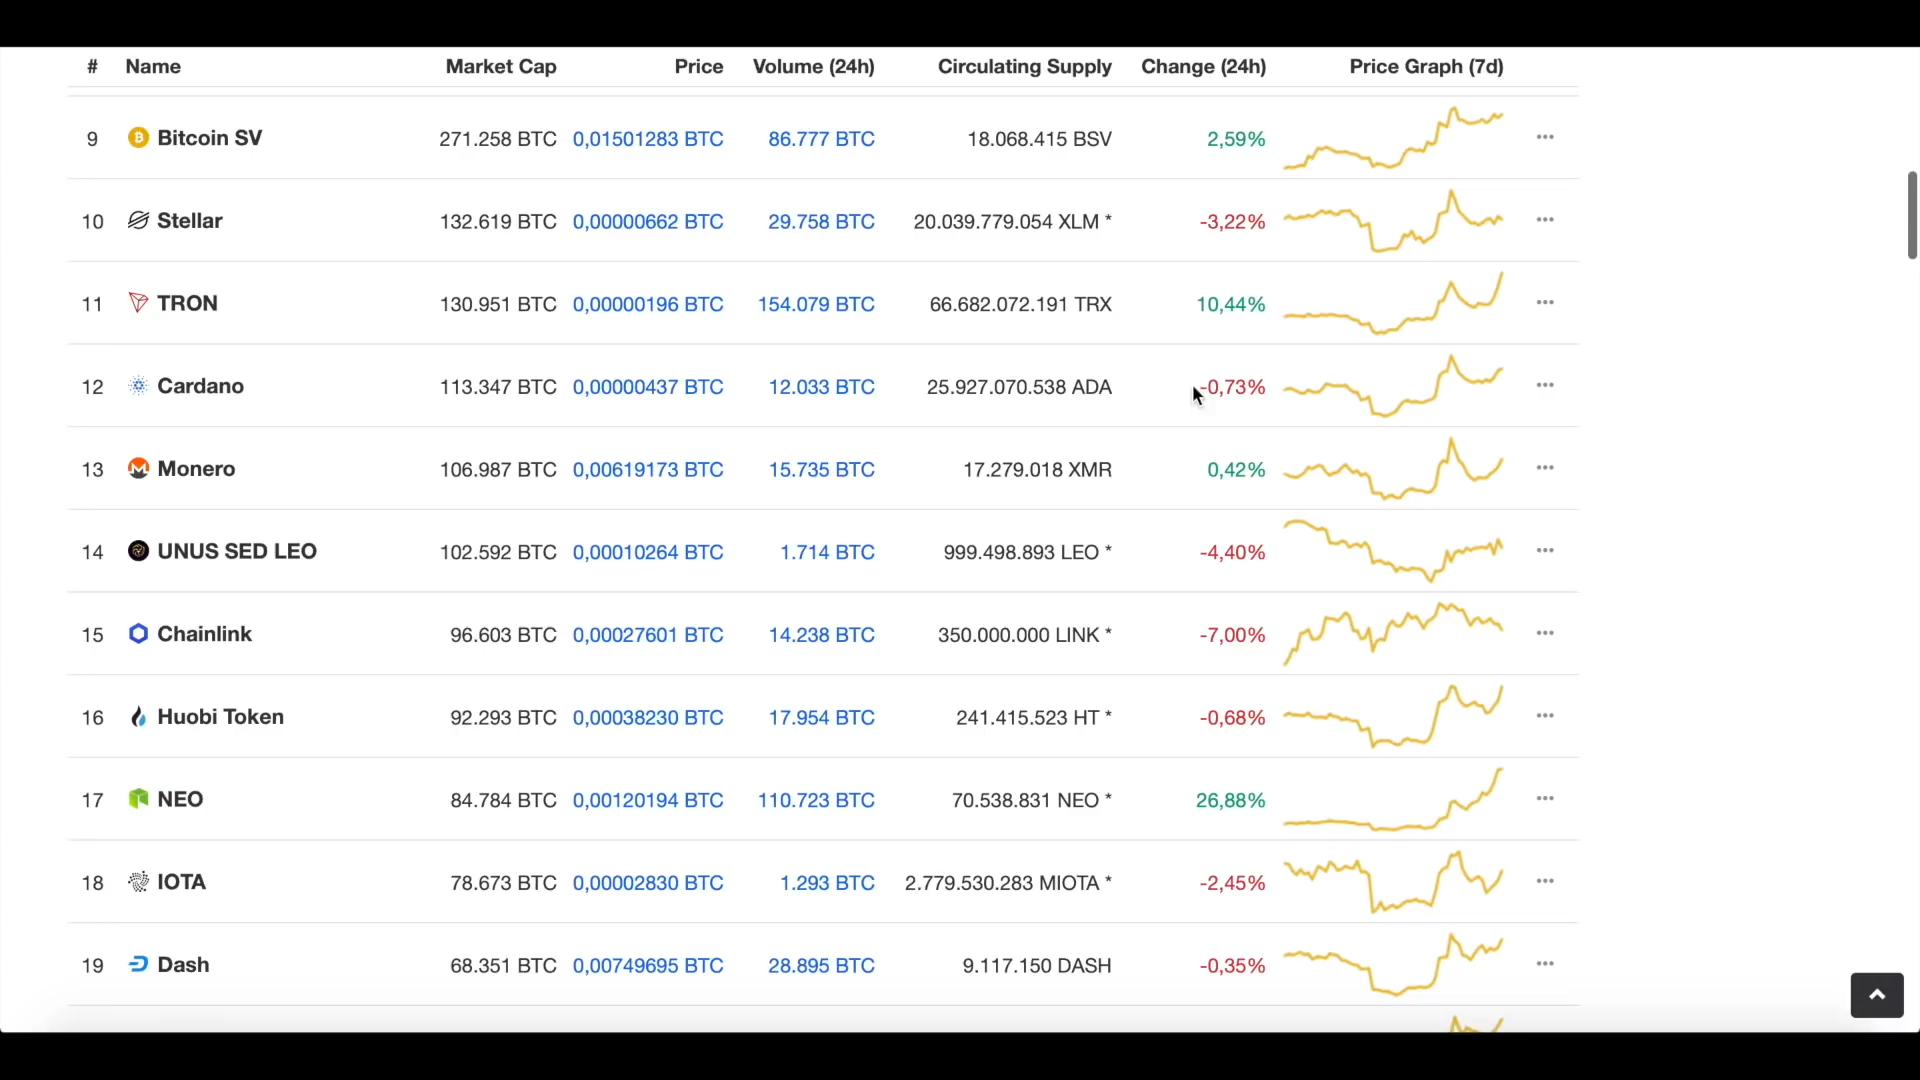 # Name Market Cap Price Volume (24h) Circulating Supply Change (24h) Price Graph (7d)
9 Bitcoin SV 271.258 BTC 0,01501283 BTC 86.777 BTC 18.068.415 BSV 2,59%
10 Stellar 132.619 BTC 0,00000662 BTC 29.758 BTC 20.039.779.054 XLM * -3,22%
11 TRON 130.951 BTC 0,00000196 BTC 154.079 BTC 66.682.072.191 TRX 10,44%
12 Cardano 113.347 BTC 0,00000437 BTC 12.033 BTC 25.927.070.538 ADA -0,73%
13 Monero 106.987 BTC 0,00619173 BTC 15.735 BTC 17.279.018 XMR 0,42%
14 UNUS SED LEO 102.592 BTC 0,00010264 BTC 1.714 BTC 999.498.893 LEO * -4,40%
15 Chainlink 96.603 BTC 0,00027601 BTC 14.238 BTC 350.000.000 LINK * -7,00%
16 Huobi Token 92.293 BTC 0,00038230 BTC 17.954 BTC 241.415.523 HT * -0,68%
17 NEO 84.784 BTC 0,00120194 BTC 110.723 BTC 70.538.831 NEO * 26,88%
18 IOTA 78.673 BTC 0,00002830 BTC 1.293 BTC 2.779.530.283 MIOTA * -2,45%
19 Dash 68.351 BTC 0,00749695 BTC 28.895 BTC 9.117.150 DASH -0,35%